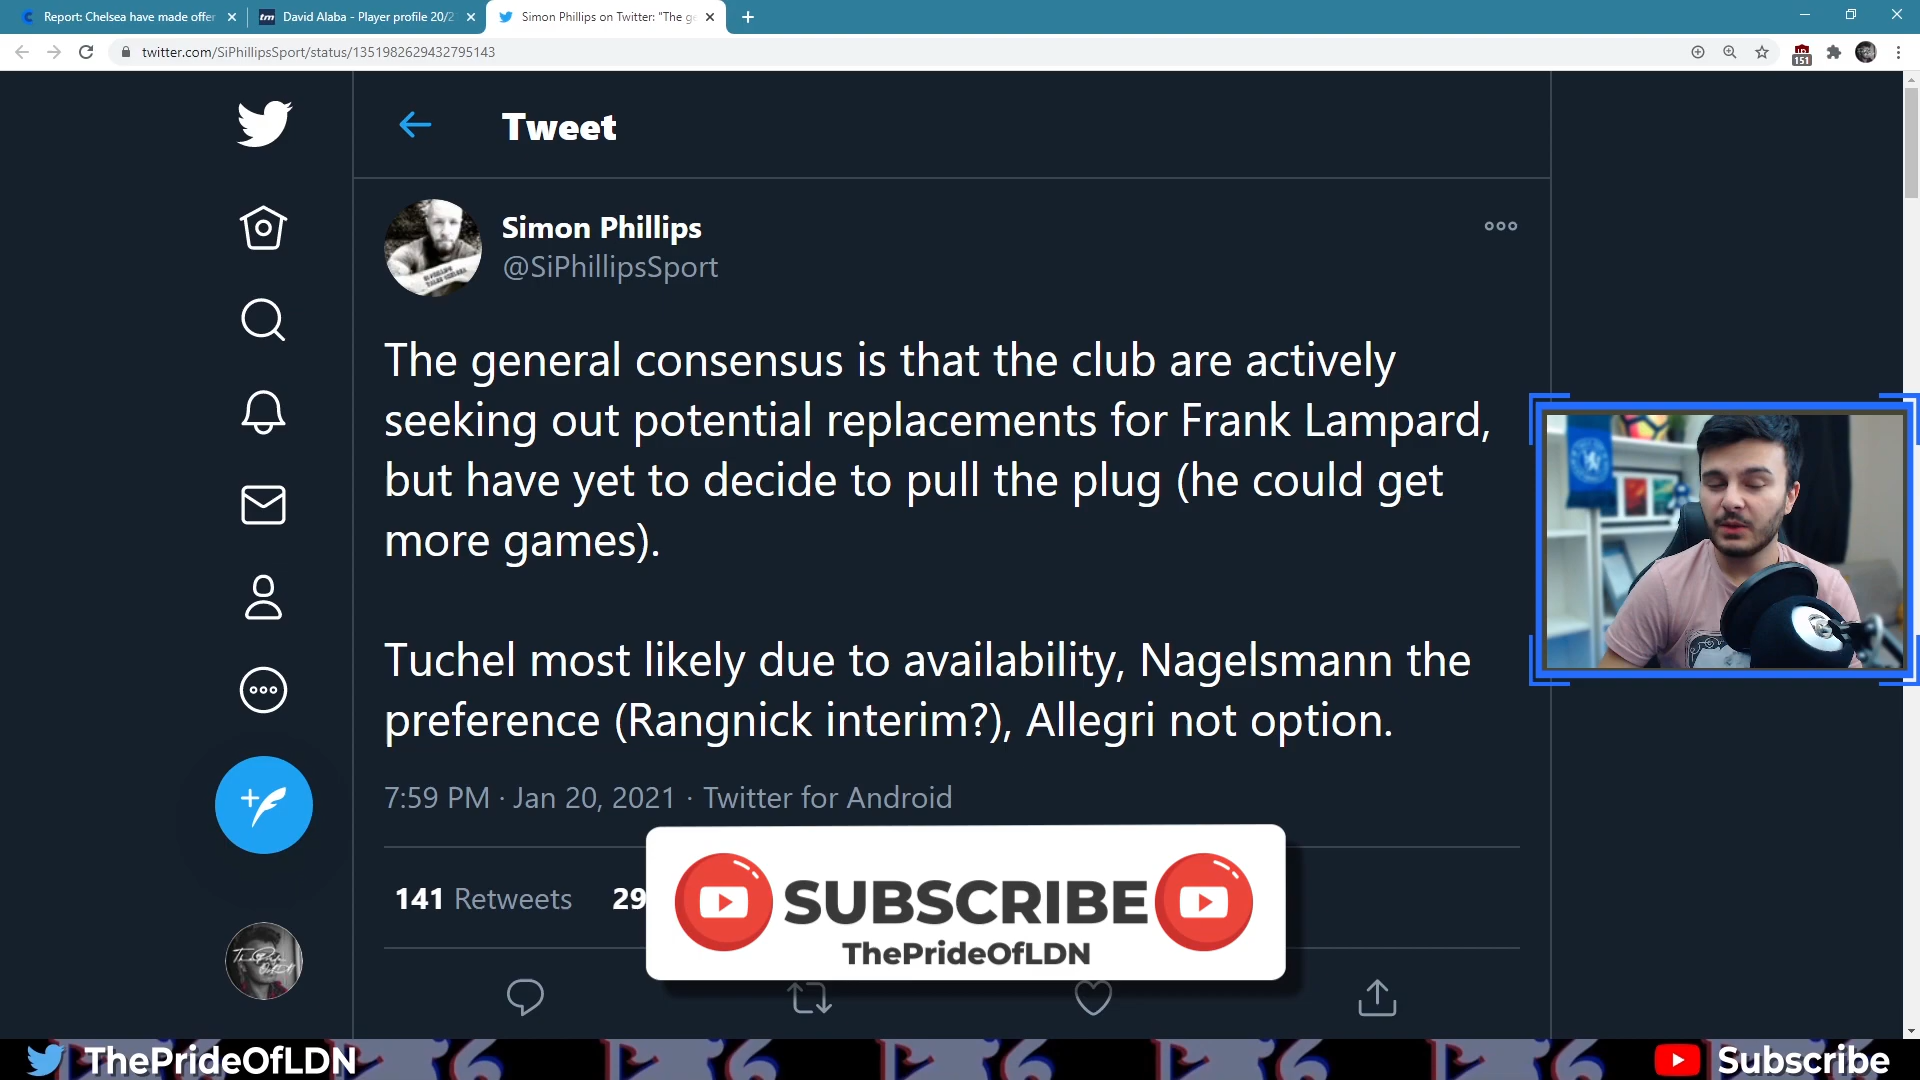 Report: Chelsea have made offer
tm David Alaba - Player profile 20/2
Simon Phillips on Twitter: "The ge
twitter.com/SiPhillipsSport/status/1351982629432795143
151
Tweet
Simon Phillips
@SiPhillipsSport
The general consensus is that the club are actively
seeking out potential replacements for Frank Lampard,
but have yet to decide to pull the plug (he could get
more games).
Tuchel most likely due to availability, Nagelsmann the
preference (Rangnick interim?), Allegri not option.
7:59 PM · Jan 20, 2021 · Twitter for Android
141 Retweets 29
SUBSCRIBE
ThePrideOfLDN
ThePrideOfLDN
Subscribe